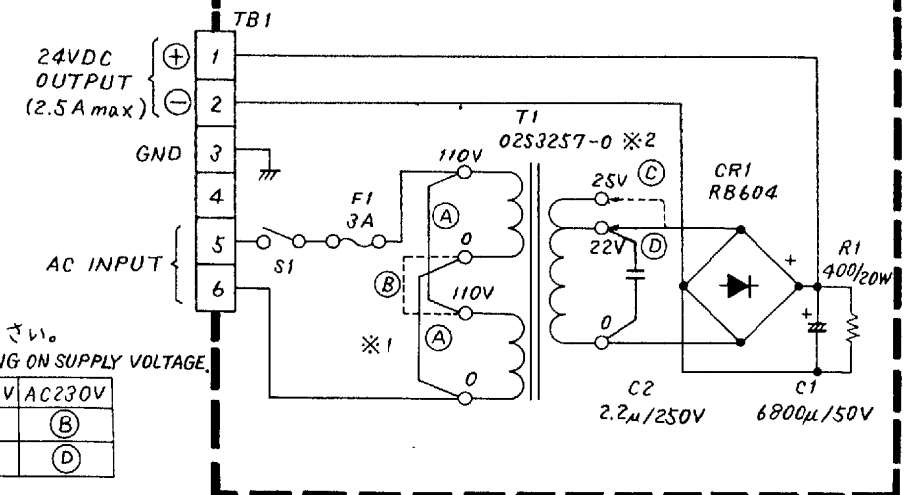 TB1
24VDC
OUTPUT
(2.5A max)
+
−
1
2
GND
3
4
AC INPUT
5
6
S1
F1
3A
110V
0
110V
0
A
B
A
※1
T1
0253257-0 ※2
25V
C
22V
D
0
C2
2.2μ/250V
CR1
RB604
+
+
R1
400/20W
C1
6800μ/50V
さい。
NG ON SUPPLY VOLTAGE.
V
AC230V
B
D